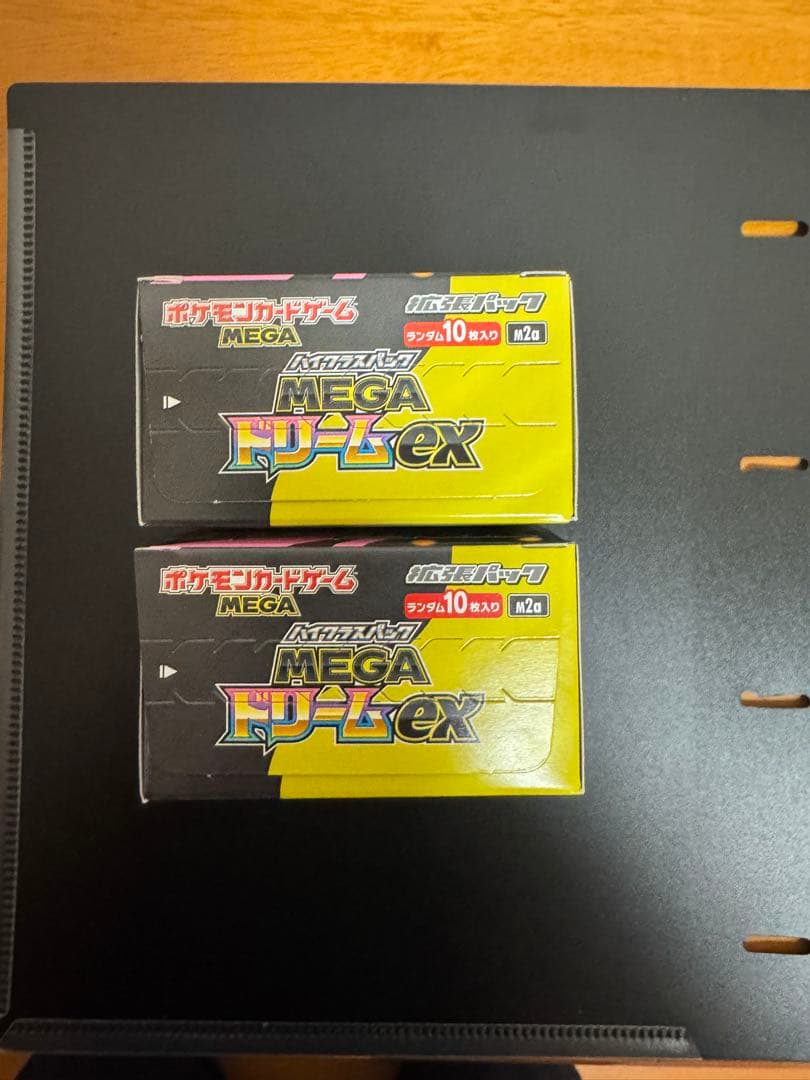 ポケモンカードゲーム
MEGA
拡張パック
ランダム10枚入り M2a
ハイクラスパック
MEGA
ドリームex
ポケモンカードゲーム
MEGA
拡張パック
ランダム10枚入り M2a
ハイクラスパック
MEGA
ドリームex